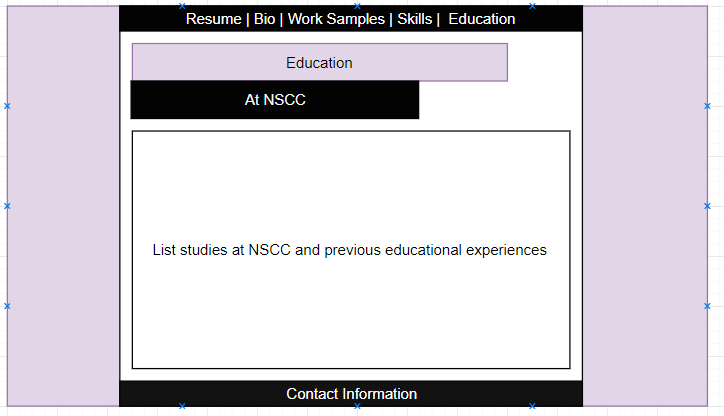 Resume | Bio | Work Samples | Skills |  Education
Education
At NSCC
List studies at NSCC and previous educational experiences
Contact Information